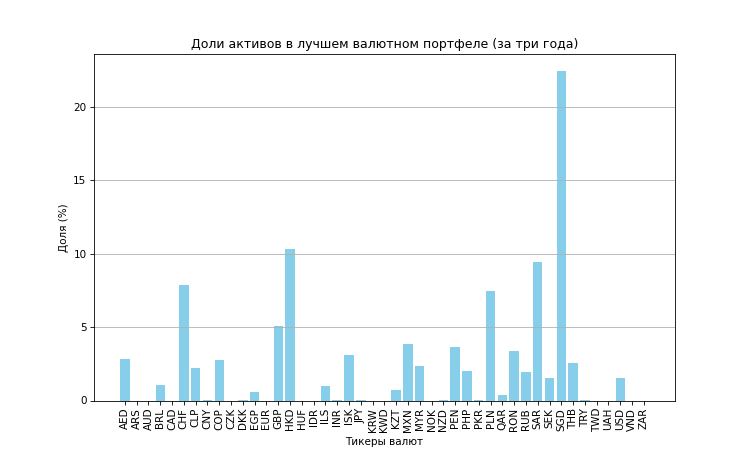 Доли активов в лучшем валютном портфеле (за три года)
Доля (%)
20
15
10
5
0
AED ARS AUD BRL CAD CHF CLP CNY COP CZK DKK EGP EUR GBP HKD HUF IDR ILS INR ISK JPY KRW KWD KZT MXN MYR NOK NZD PEN PHP PKR PLN QAR RON RUB SAR SEK SGD THB TRY TWD UAH USD VND ZAR
Тикеры валют